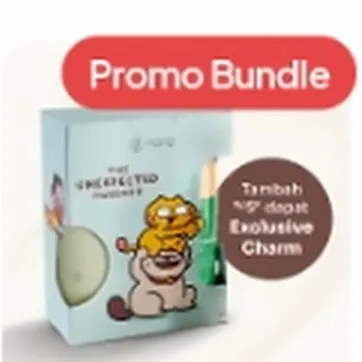 Promo Bundle
THE
UNEXPECTED
Tambah
dapat
Exclusive
Charm